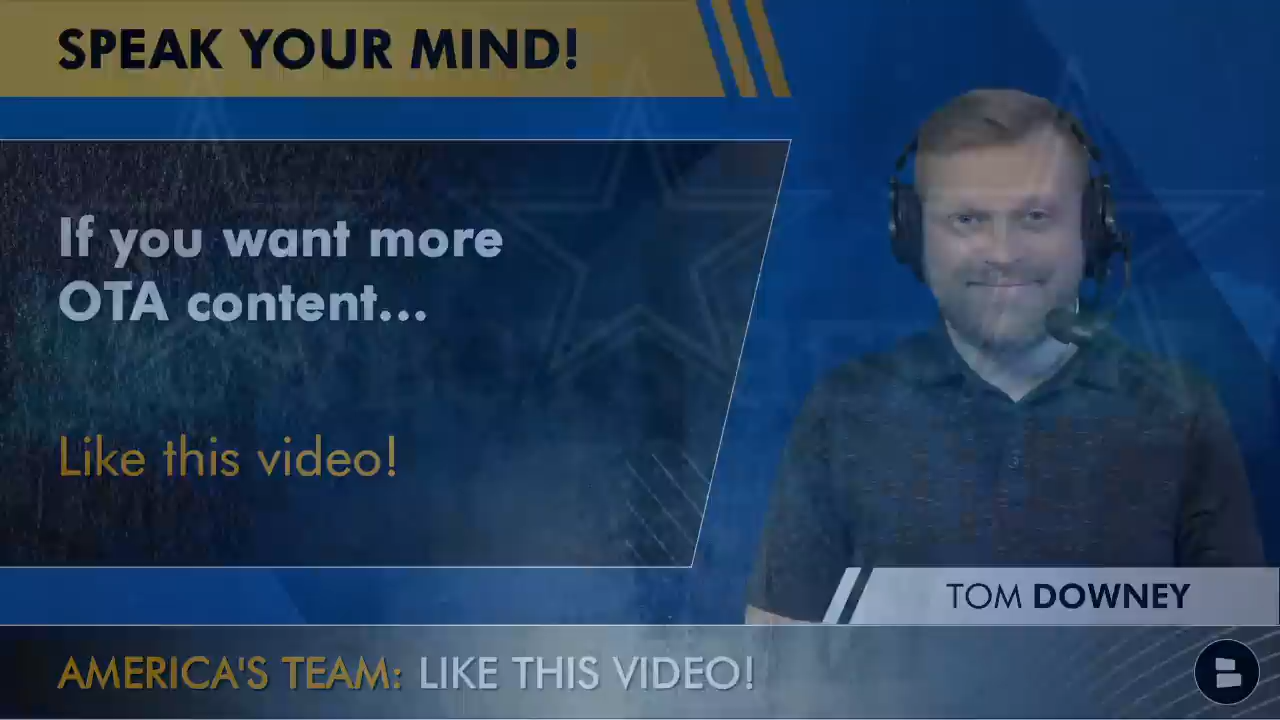 SPEAK YOUR MIND!
If you want more
OTA content...
Like this video!
TOM DOWNEY
AMERICA'S TEAM: LIKE THIS VIDEO!